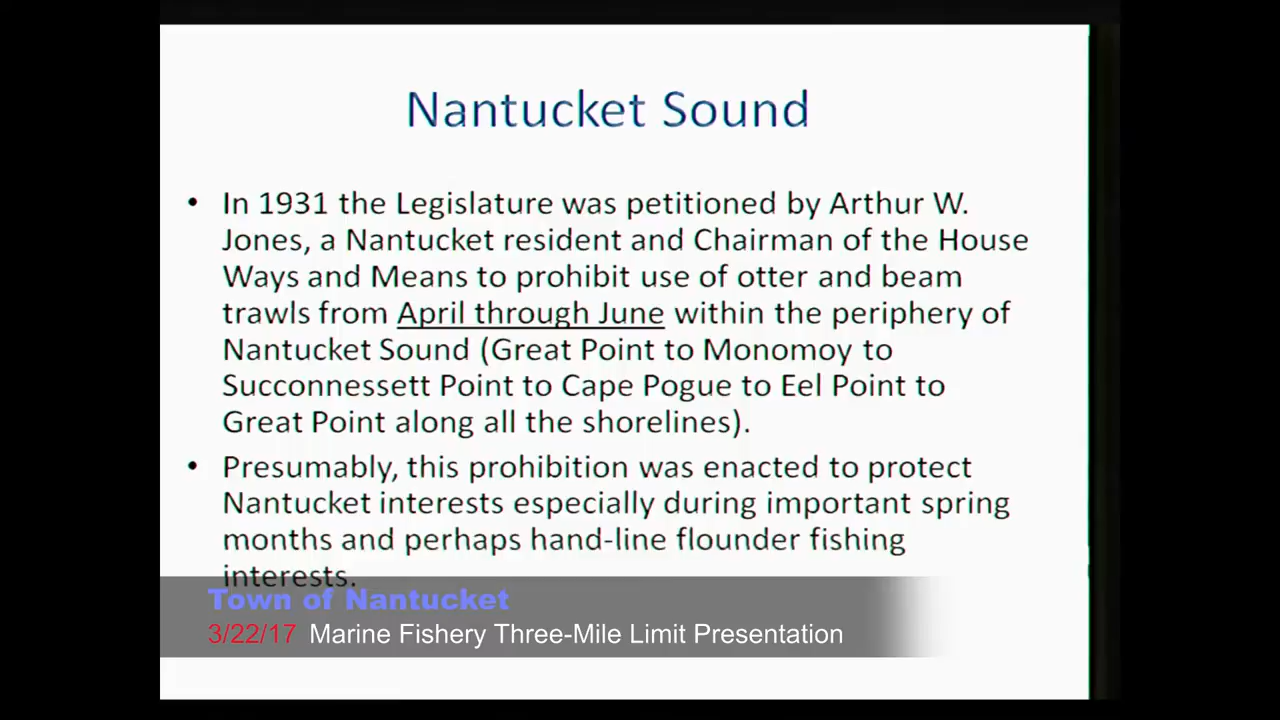 Nantucket Sound
• In 1931 the Legislature was petitioned by Arthur W.
Jones, a Nantucket resident and Chairman of the House
Ways and Means to prohibit use of otter and beam
trawls from April through June within the periphery of
Nantucket Sound (Great Point to Monomoy to
Succonnessett Point to Cape Pogue to Eel Point to
Great Point along all the shorelines).
• Presumably, this prohibition was enacted to protect
Nantucket interests especially during important spring
months and perhaps hand-line flounder fishing
interests.
Town of Nantucket
3/22/17 Marine Fishery Three-Mile Limit Presentation